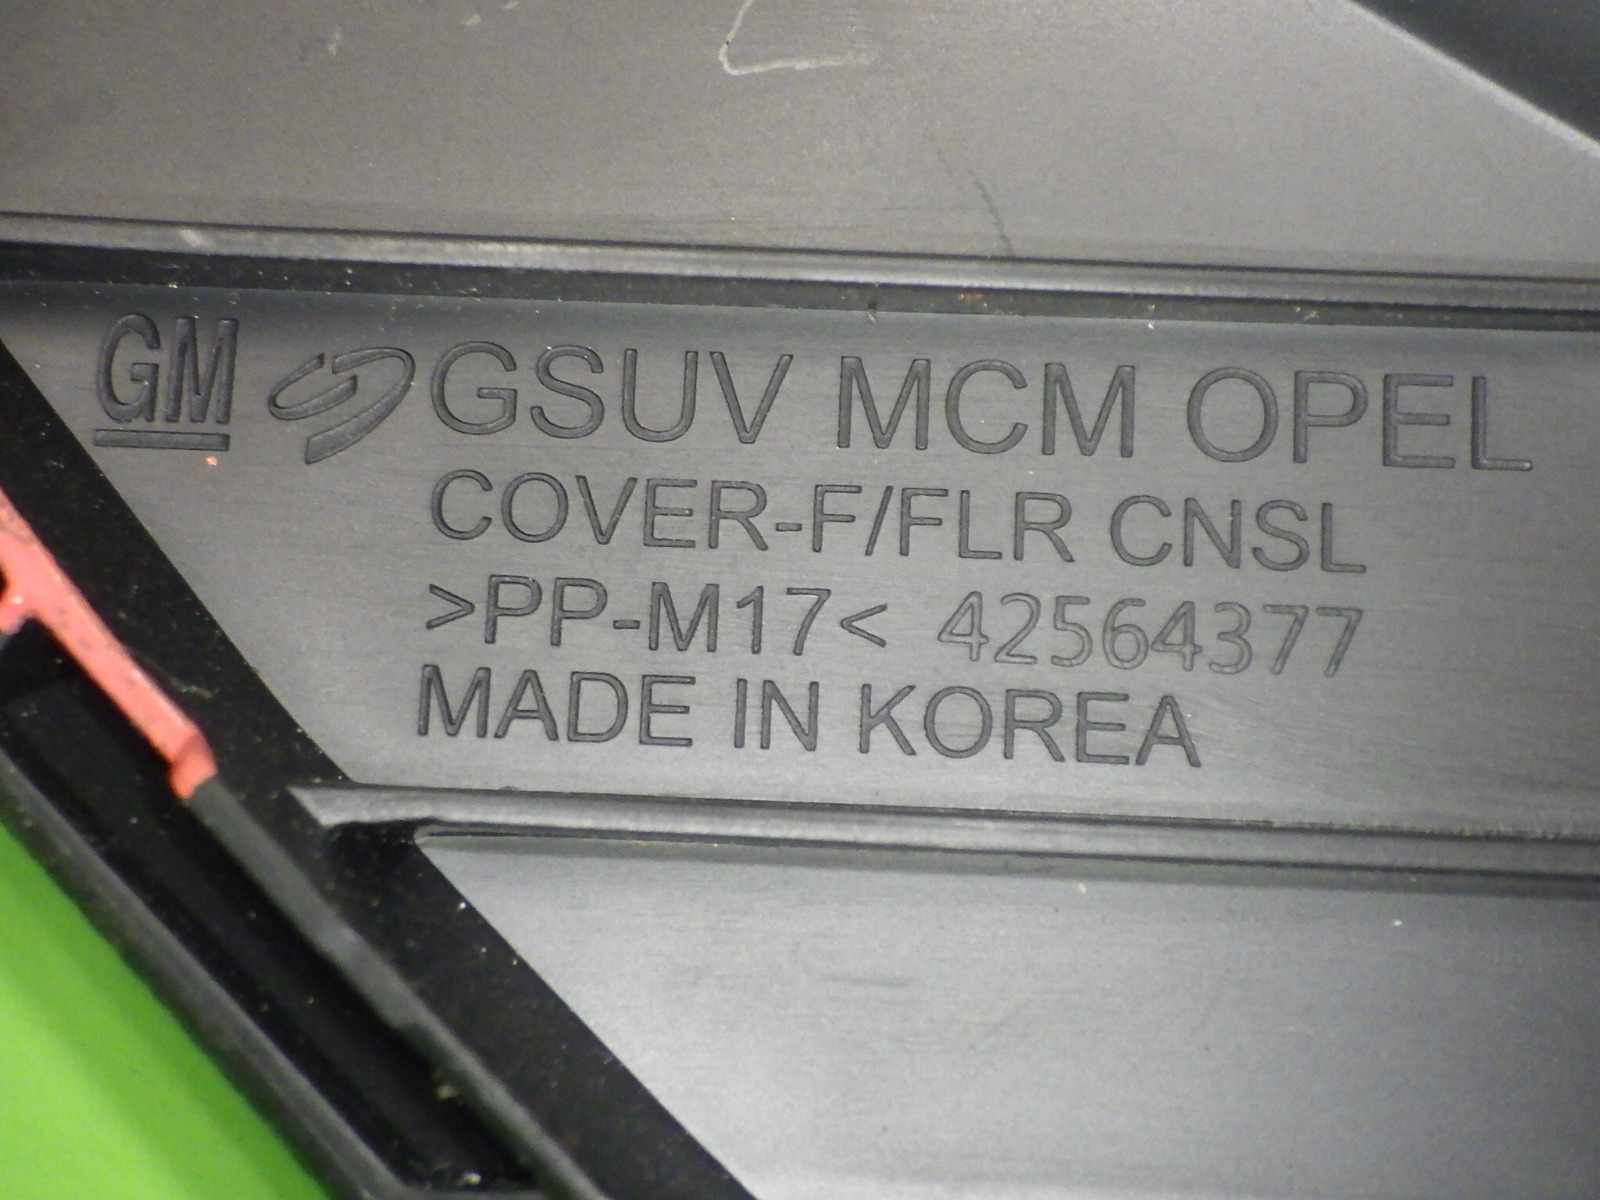 GM GSUV MCM OPEL
COVER-F/FLR CNSL
>PP-M17< 42564377
MADE IN KOREA